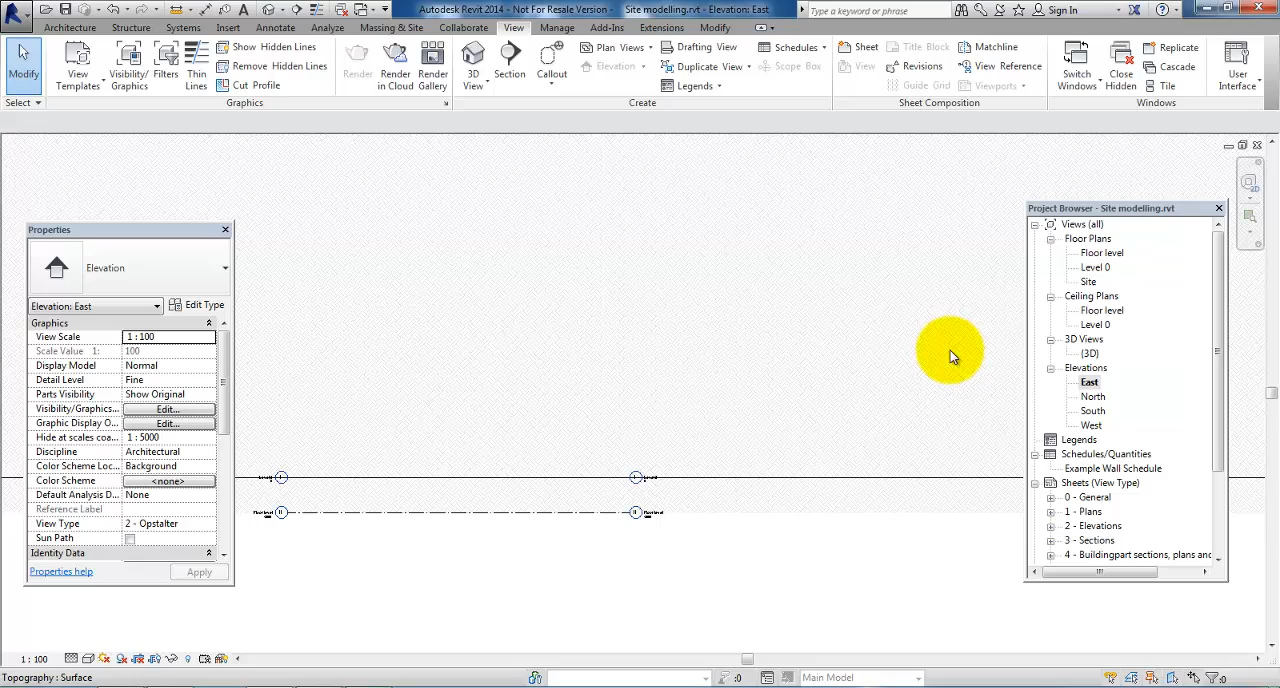 Autodesk Revit 2014 - Not For Resale Version - Site modelling.rvt - Elevation: East
Type a keyword or phrase
Sign In
Architecture Structure Systems Insert Annotate Analyze Massing & Site Collaborate View Manage Add-Ins Extensions Modify
Modify
View Templates
Visibility/ Graphics
Filters
Thin Lines
Show Hidden Lines
Remove Hidden Lines
Cut Profile
Render
Render in Cloud
Render Gallery
3D View
Section
Callout
Plan Views
Elevation
Drafting View
Duplicate View
Legends
Schedules
Scope Box
Sheet
View
Title Block
Revisions
Guide Grid
Matchline
View Reference
Viewports
Switch Windows
Close Hidden
Replicate
Cascade
Tile
User Interface
Select Graphics Create Sheet Composition Windows
2D
Properties
Elevation
Elevation: East Edit Type
Graphics
View Scale 1 : 100
Scale Value 1: 100
Display Model Normal
Detail Level Fine
Parts Visibility Show Original
Visibility/Graphics... Edit...
Graphic Display O... Edit...
Hide at scales coa... 1 : 5000
Discipline Architectural
Color Scheme Loc... Background
Color Scheme <none>
Default Analysis D... None
Reference Label
View Type 2 - Opstalter
Sun Path
Identity Data
Properties help Apply
Project Browser - Site modelling.rvt
Views (all)
Floor Plans
Floor level
Level 0
Site
Ceiling Plans
Floor level
Level 0
3D Views
{3D}
Elevations
East
North
South
West
Legends
Schedules/Quantities
Example Wall Schedule
Sheets (View Type)
0 - General
1 - Plans
2 - Elevations
3 - Sections
4 - Buildingpart sections, plans and
1 : 100
Topography : Surface
:0
Main Model
:0